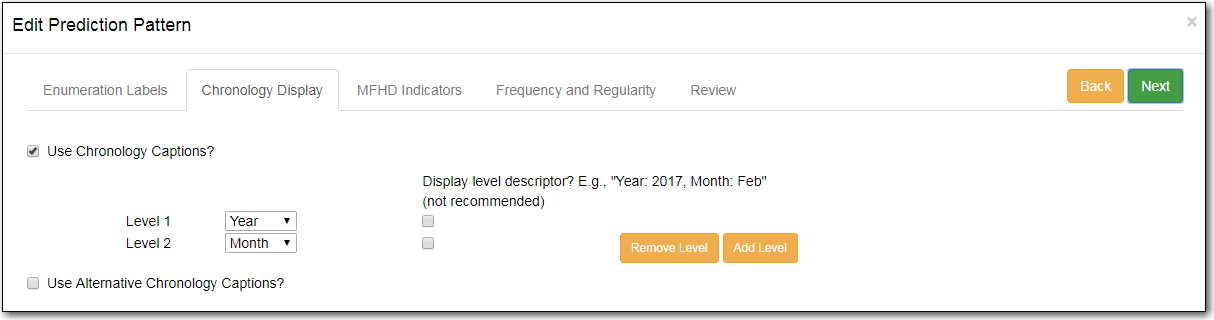 Edit Prediction Pattern
×
Enumeration Labels Chronology Display MFHD Indicators Frequency and Regularity Review Back Next
Use Chronology Captions?
Display level descriptor? E.g., "Year: 2017, Month: Feb"
(not recommended)
Level 1 Year
Level 2 Month Remove Level Add Level
Use Alternative Chronology Captions?